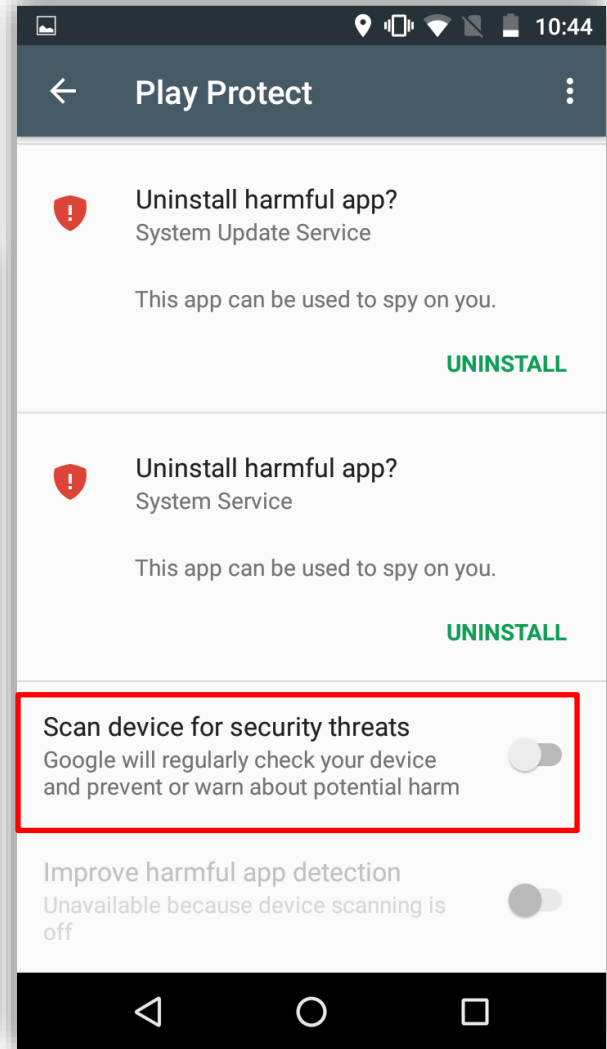 10:44
Play Protect
Uninstall harmful app?
System Update Service
This app can be used to spy on you.
UNINSTALL
Uninstall harmful app?
System Service
This app can be used to spy on you.
UNINSTALL
Scan device for security threats
Google will regularly check your device
and prevent or warn about potential harm
Improve harmful app detection
Unavailable because device scanning is
off